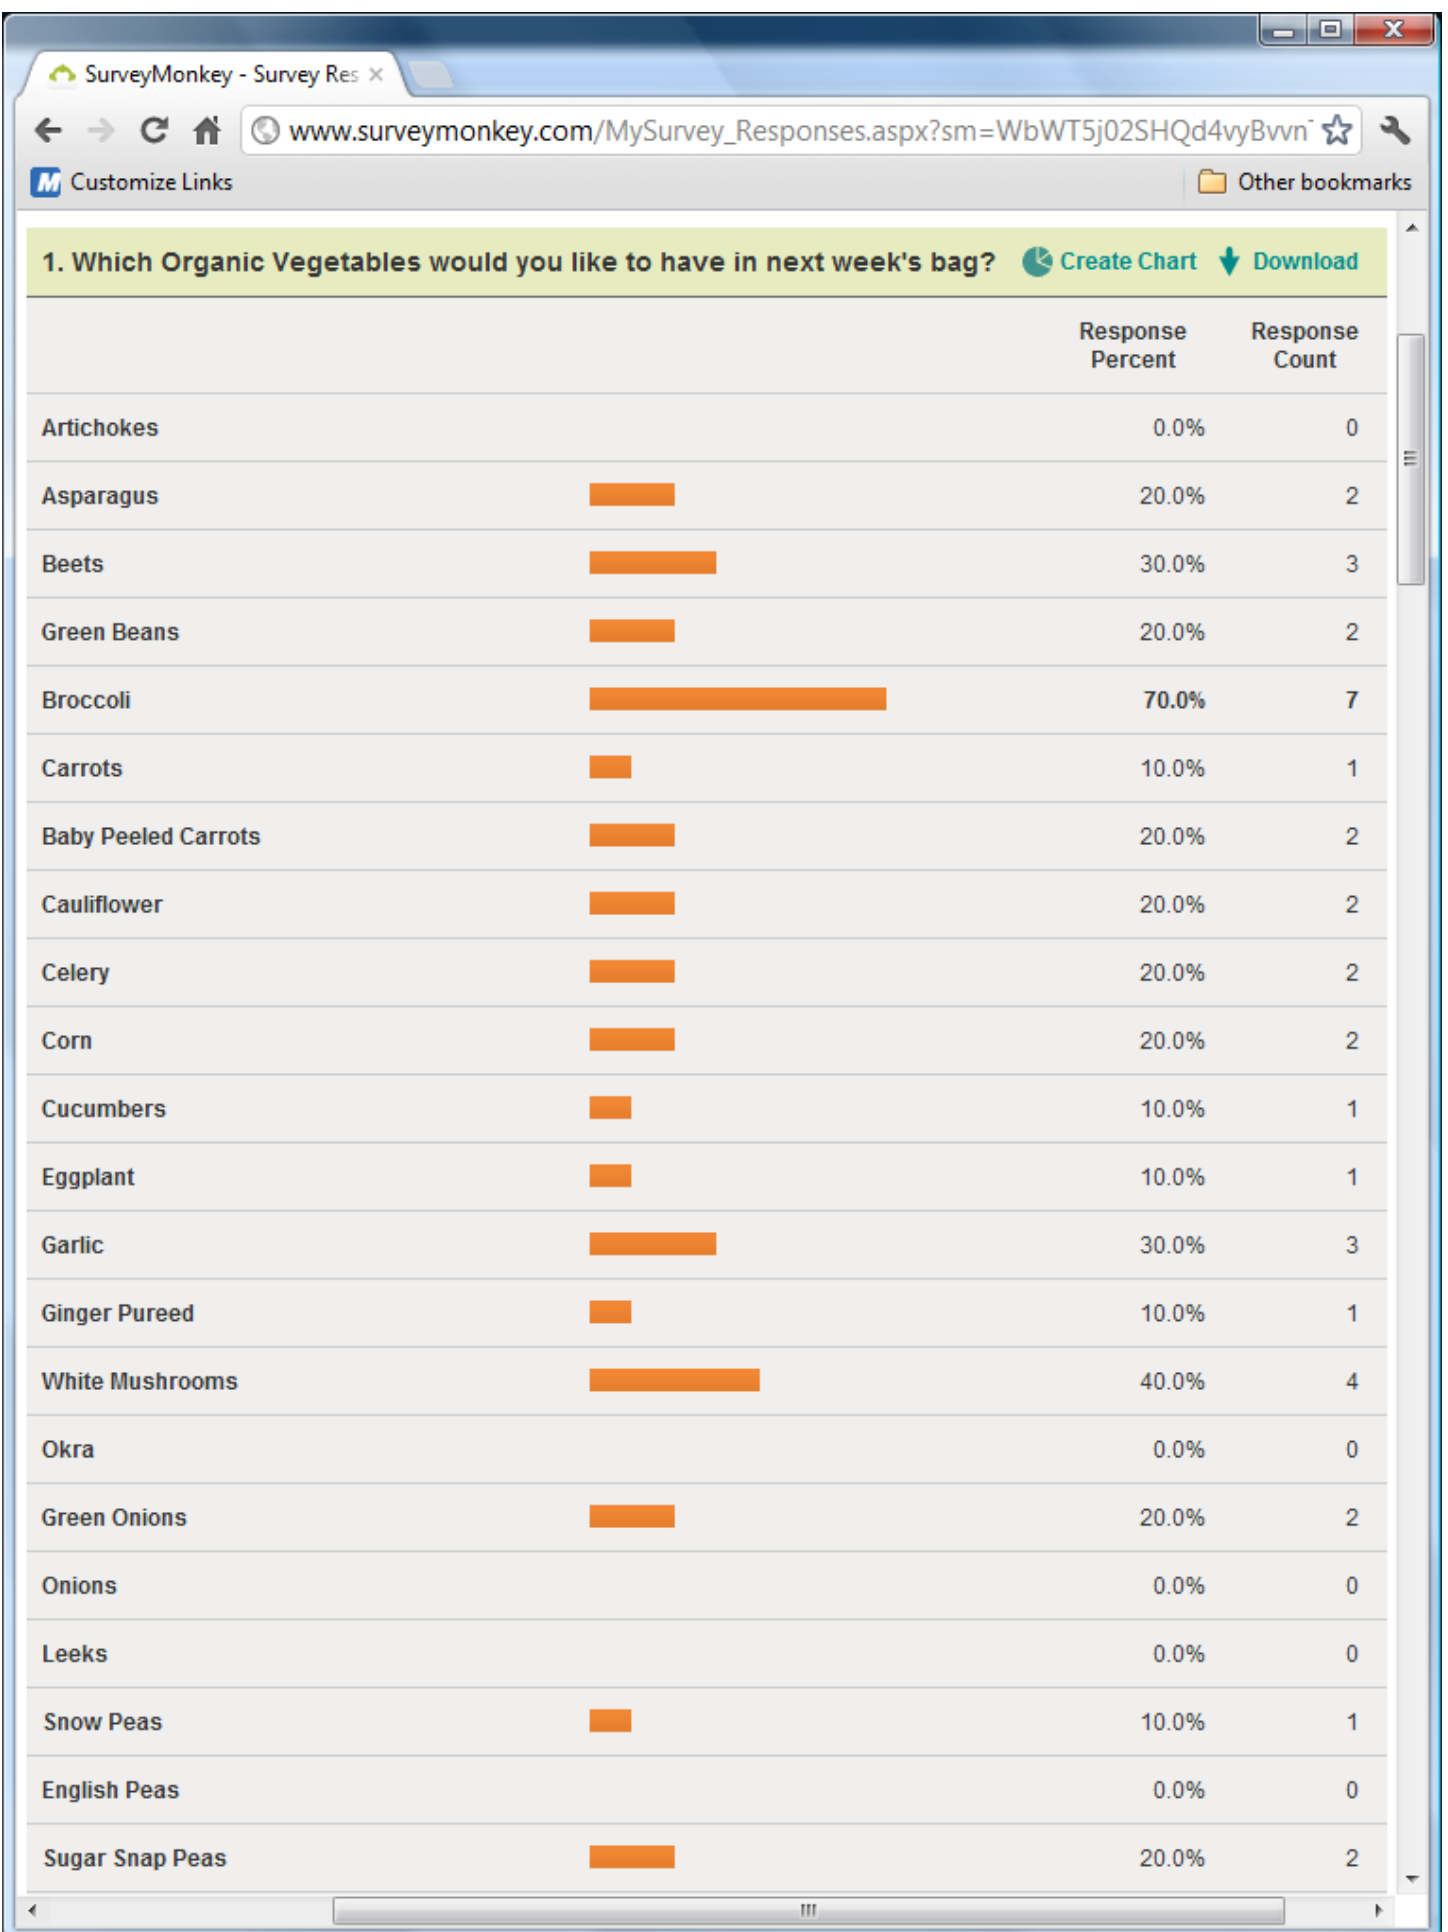 SurveyMonkey - Survey Res
www.surveymonkey.com/MySurvey_Responses.aspx?sm=WbWT5j02SHQd4vyBvvn
Customize Links Other bookmarks
1. Which Organic Vegetables would you like to have in next week's bag? Create Chart Download
Response Percent Response Count
Artichokes 0.0% 0
Asparagus 20.0% 2
Beets 30.0% 3
Green Beans 20.0% 2
Broccoli 70.0% 7
Carrots 10.0% 1
Baby Peeled Carrots 20.0% 2
Cauliflower 20.0% 2
Celery 20.0% 2
Corn 20.0% 2
Cucumbers 10.0% 1
Eggplant 10.0% 1
Garlic 30.0% 3
Ginger Pureed 10.0% 1
White Mushrooms 40.0% 4
Okra 0.0% 0
Green Onions 20.0% 2
Onions 0.0% 0
Leeks 0.0% 0
Snow Peas 10.0% 1
English Peas 0.0% 0
Sugar Snap Peas 20.0% 2